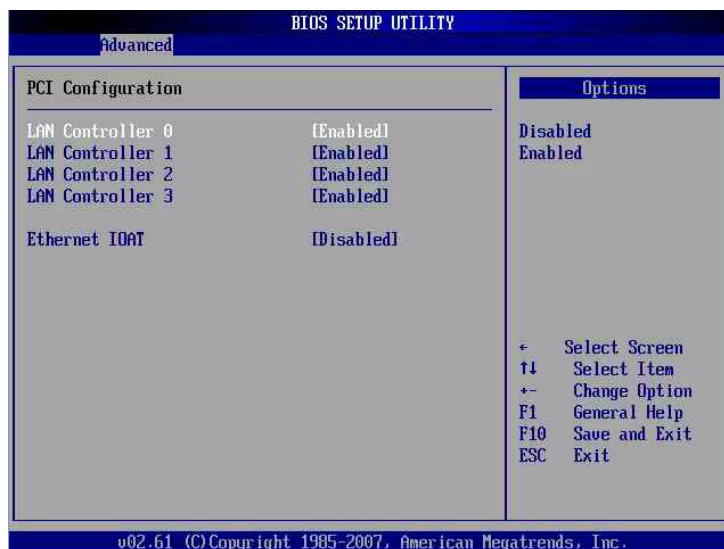 BIOS SETUP UTILITY
Advanced
PCI Configuration
LAN Controller 0 [Enabled]
LAN Controller 1 [Enabled]
LAN Controller 2 [Enabled]
LAN Controller 3 [Enabled]
Ethernet IOAT [Disabled]
Options
Disabled
Enabled
← Select Screen
↑↓ Select Item
+- Change Option
F1 General Help
F10 Save and Exit
ESC Exit
v02.61 (C)Copyright 1985-2007, American Megatrends, Inc.